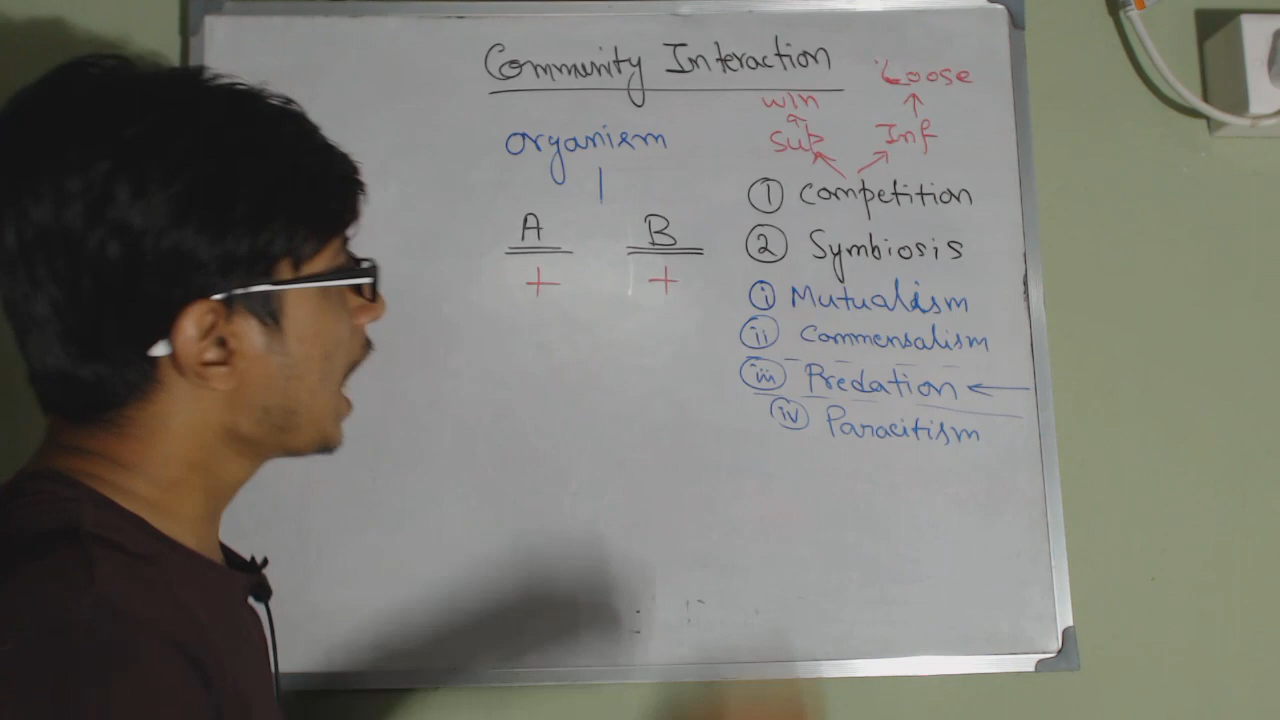 Community Interaction
organism
A B
+ +
win Loose
Sup Inf
① Competition
② Symbiosis
ⓘ Mutualism
ii Commensalism
iii Predation ←
iv Paracitism